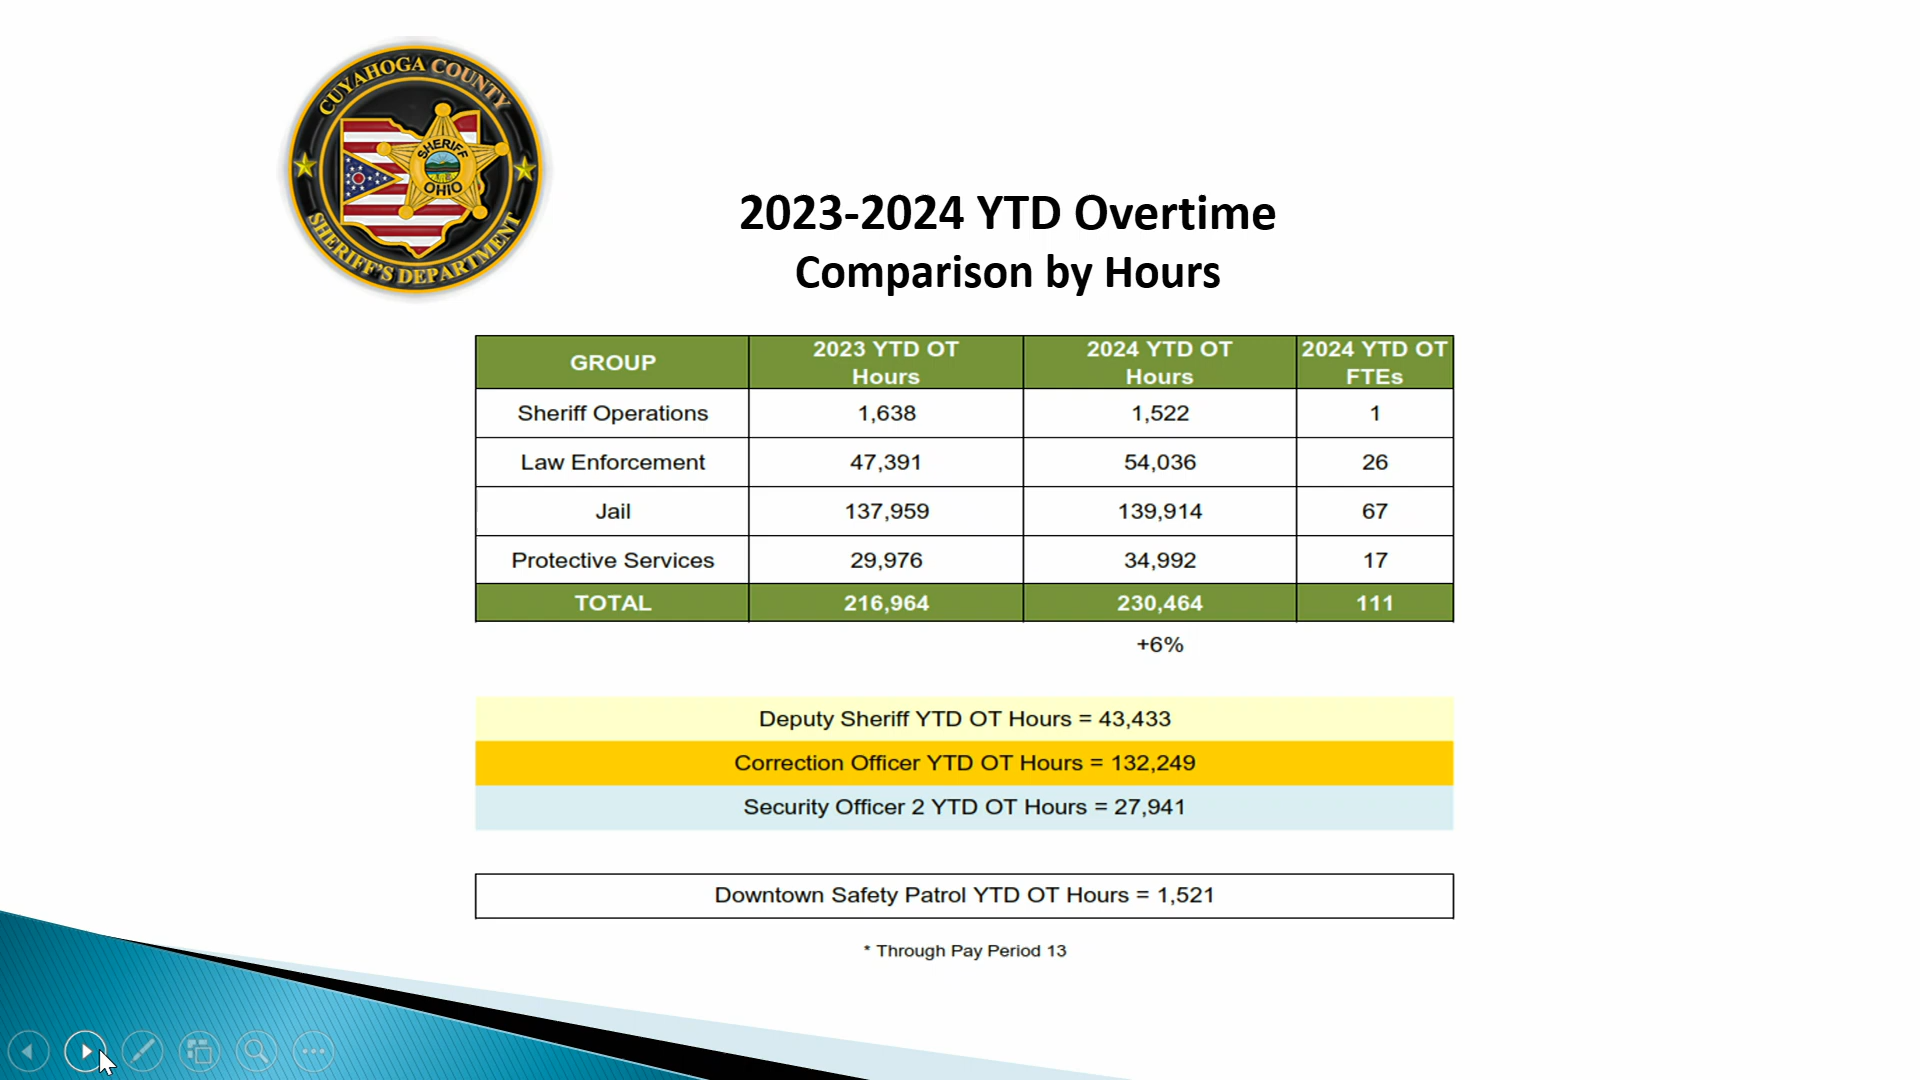 CUYAHOGA COUNTY
SHERIFF
OHIO
SHERIFF'S DEPARTMENT
2023-2024 YTD Overtime
Comparison by Hours
GROUP 2023 YTD OT Hours 2024 YTD OT Hours 2024 YTD OT FTEs
Sheriff Operations 1,638 1,522 1
Law Enforcement 47,391 54,036 26
Jail 137,959 139,914 67
Protective Services 29,976 34,992 17
TOTAL 216,964 230,464 111
+6%
Deputy Sheriff YTD OT Hours = 43,433
Correction Officer YTD OT Hours = 132,249
Security Officer 2 YTD OT Hours = 27,941
Downtown Safety Patrol YTD OT Hours = 1,521
* Through Pay Period 13